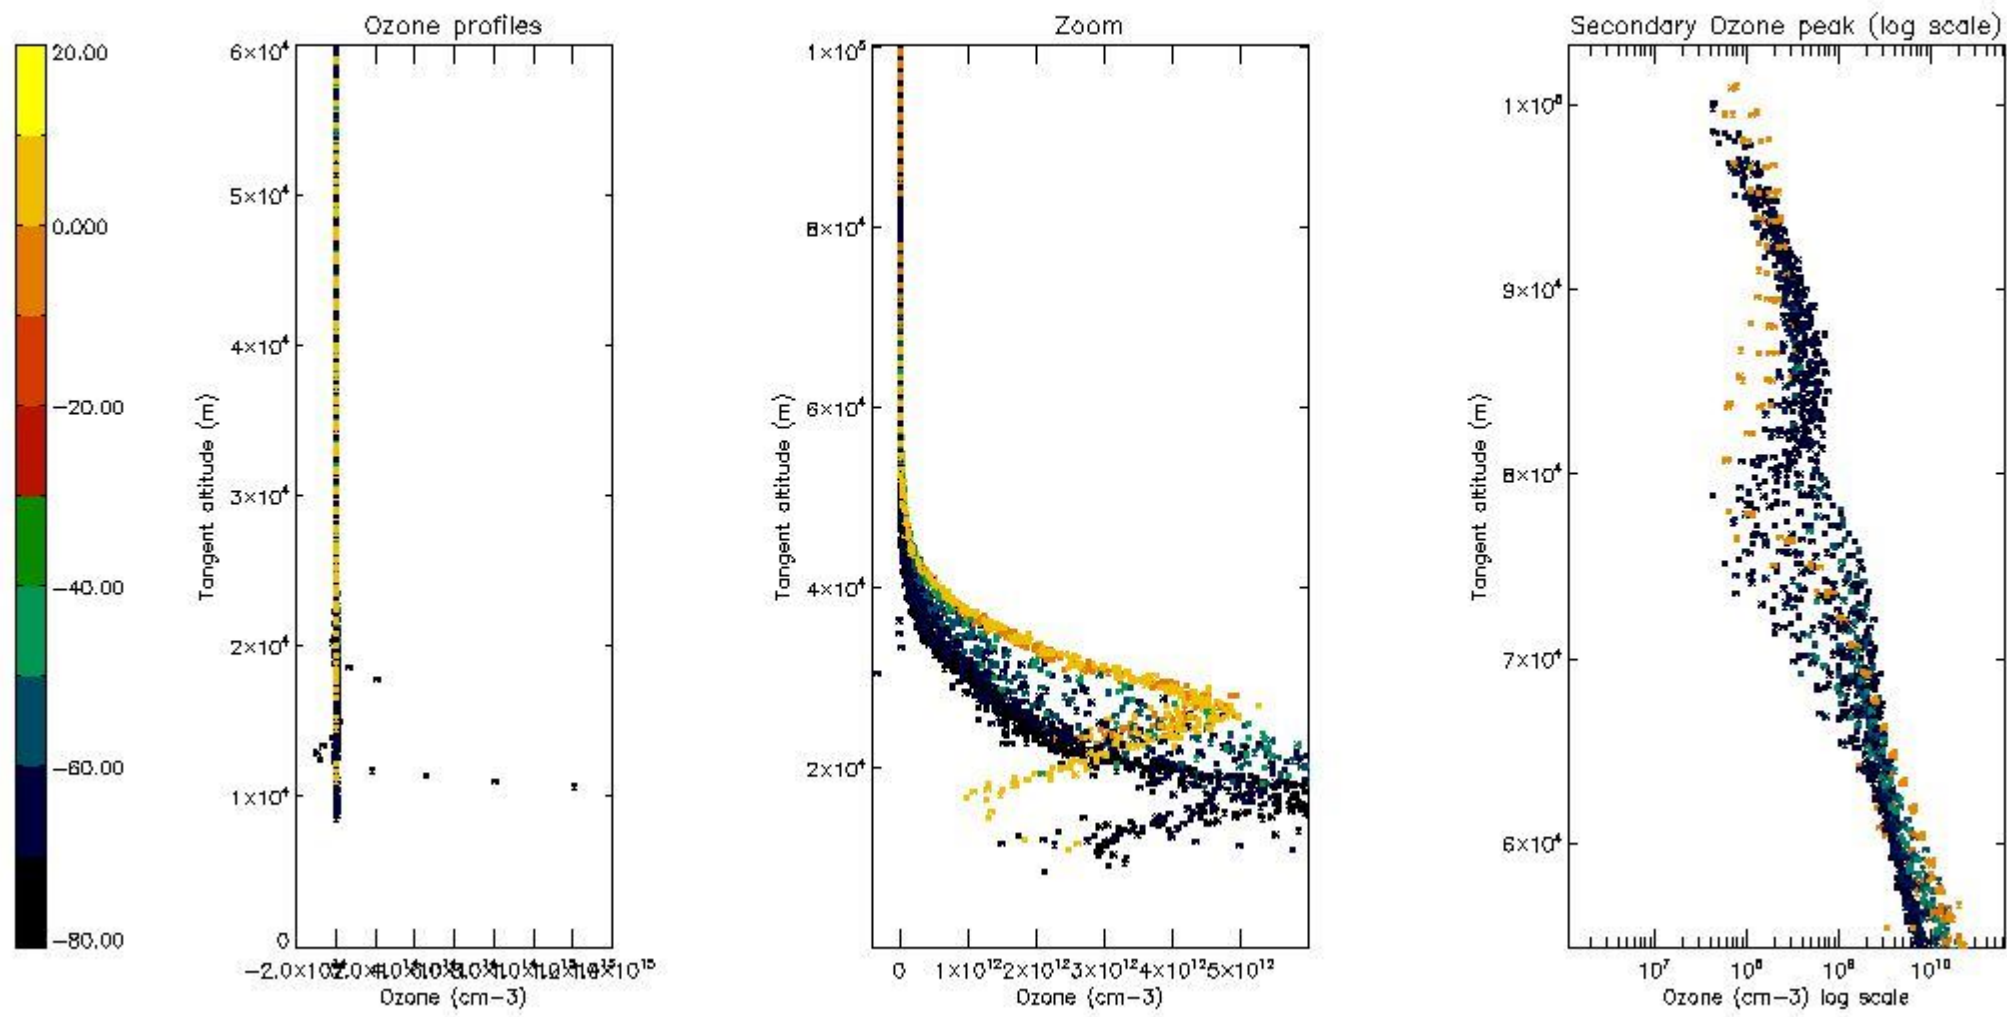 Ozone profiles
Zoom
Secondary Ozone peak (log scale)
20.00
0.000
−20.00
−40.00
−60.00
−80.00
6×10⁴
5×10⁴
4×10⁴
3×10⁴
2×10⁴
1×10⁴
0
Tangent altitude (m)
Ozone (cm−3)
1×10⁵
8×10⁴
6×10⁴
4×10⁴
2×10⁴
Tangent altitude (m)
0 1×10¹² 2×10¹² 3×10¹² 4×10¹² 5×10¹²
Ozone (cm−3)
1×10⁵
9×10⁴
8×10⁴
7×10⁴
6×10⁴
Tangent altitude (m)
10⁷ 10⁸ 10⁹ 10¹⁰
Ozone (cm−3) log scale